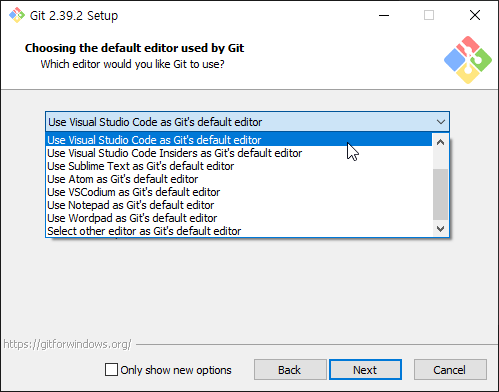 Git 2.39.2 Setup
Choosing the default editor used by Git
Which editor would you like Git to use?
Use Visual Studio Code as Git's default editor
Use Visual Studio Code as Git's default editor
Use Visual Studio Code Insiders as Git's default editor
Use Sublime Text as Git's default editor
Use Atom as Git's default editor
Use VSCodium as Git's default editor
Use Notepad as Git's default editor
Use Wordpad as Git's default editor
Select other editor as Git's default editor
https://gitforwindows.org/
Only show new options
Back
Next
Cancel